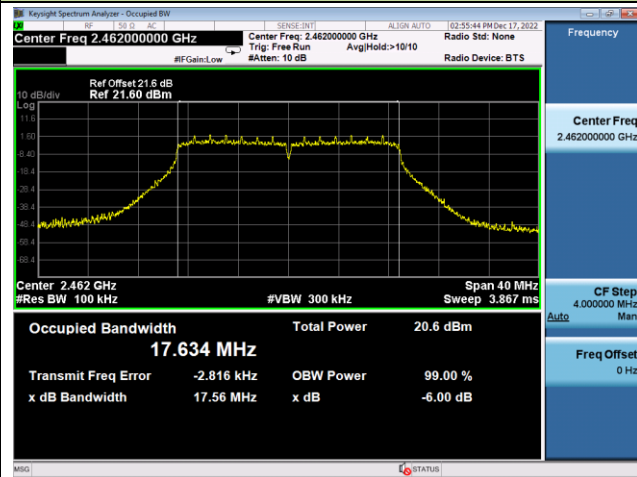 Keysight Spectrum Analyzer - Occupied BW
RF 50 Ω AC SENSE:INT ALIGN AUTO 02:55:44 PM Dec 17, 2022
Center Freq 2.462000000 GHz
Center Freq: 2.462000000 GHz
Radio Std: None
Trig: Free Run Avg|Hold:>10/10
#IFGain:Low #Atten: 10 dB Radio Device: BTS
Ref Offset 21.6 dB
10 dB/div Ref 21.60 dBm
Log
11.6
1.60
-8.40
-18.4
-28.4
-38.4
-48.4
-58.4
-68.4
Center 2.462 GHz Span 40 MHz
#Res BW 100 kHz #VBW 300 kHz Sweep 3.867 ms
Occupied Bandwidth Total Power 20.6 dBm
17.634 MHz
Transmit Freq Error -2.816 kHz OBW Power 99.00 %
x dB Bandwidth 17.56 MHz x dB -6.00 dB
MSG STATUS
Frequency
Center Freq
2.462000000 GHz
CF Step
4.000000 MHz
Auto Man
Freq Offset
0 Hz